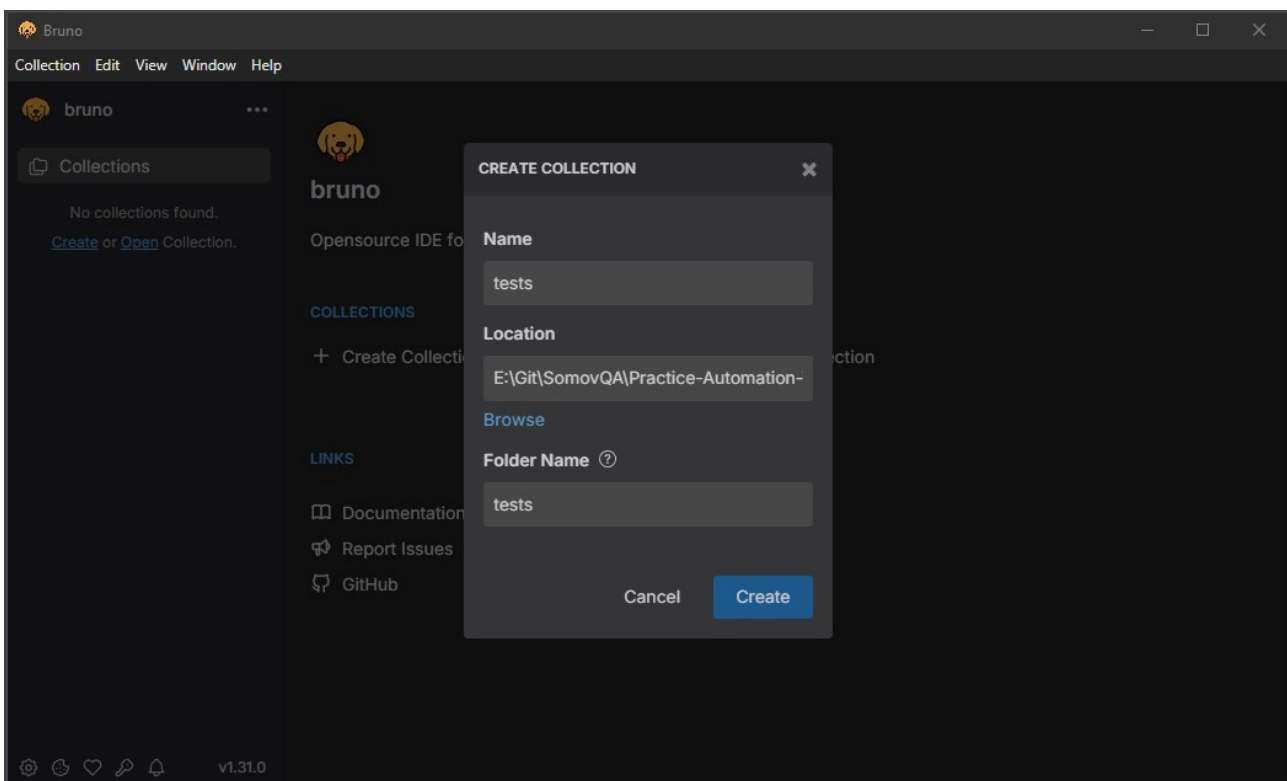 Bruno
Collection Edit View Window Help
bruno
Collections
No collections found.
Create or Open Collection.
bruno
Opensource IDE fo
COLLECTIONS
+ Create Collecti
ction
LINKS
Documentation
Report Issues
GitHub
CREATE COLLECTION
Name
tests
Location
E:\Git\SomovQA\Practice-Automation-
Browse
Folder Name
tests
Cancel Create
v1.31.0